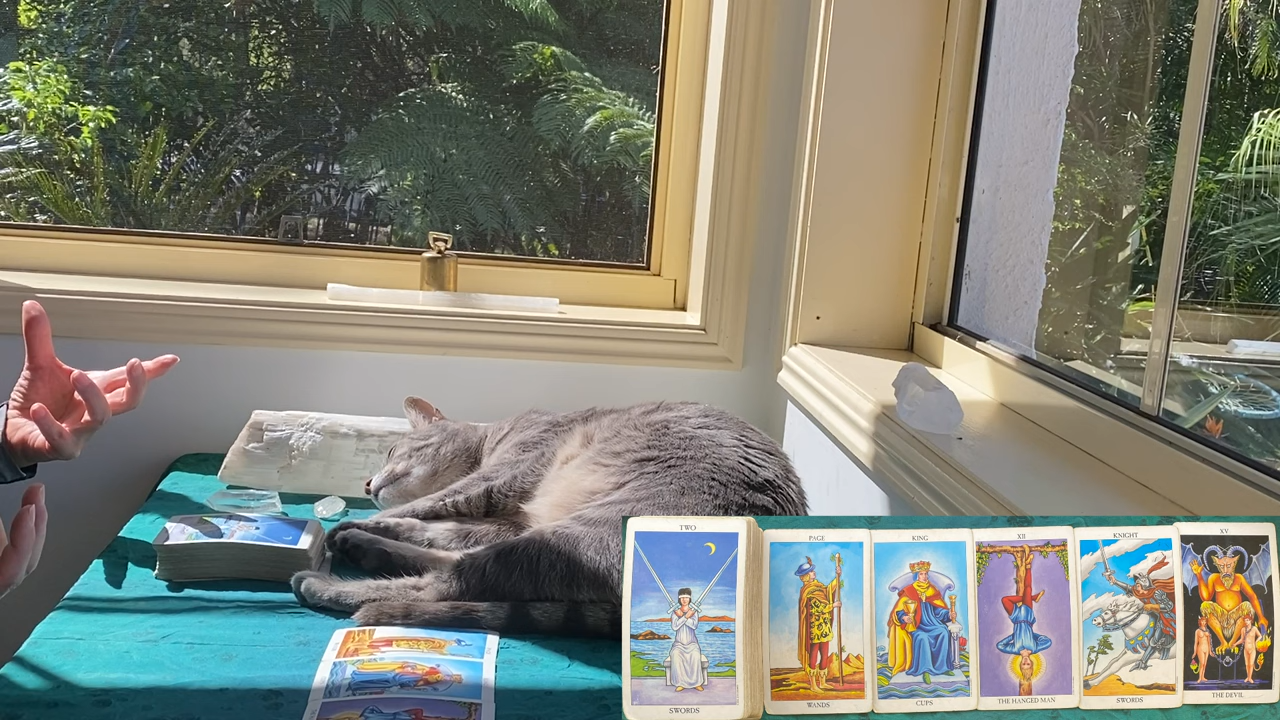 TWO
SWORDS
PAGE
WANDS
KING
CUPS
XII
THE HANGED MAN
KNIGHT
SWORDS
XV
THE DEVIL